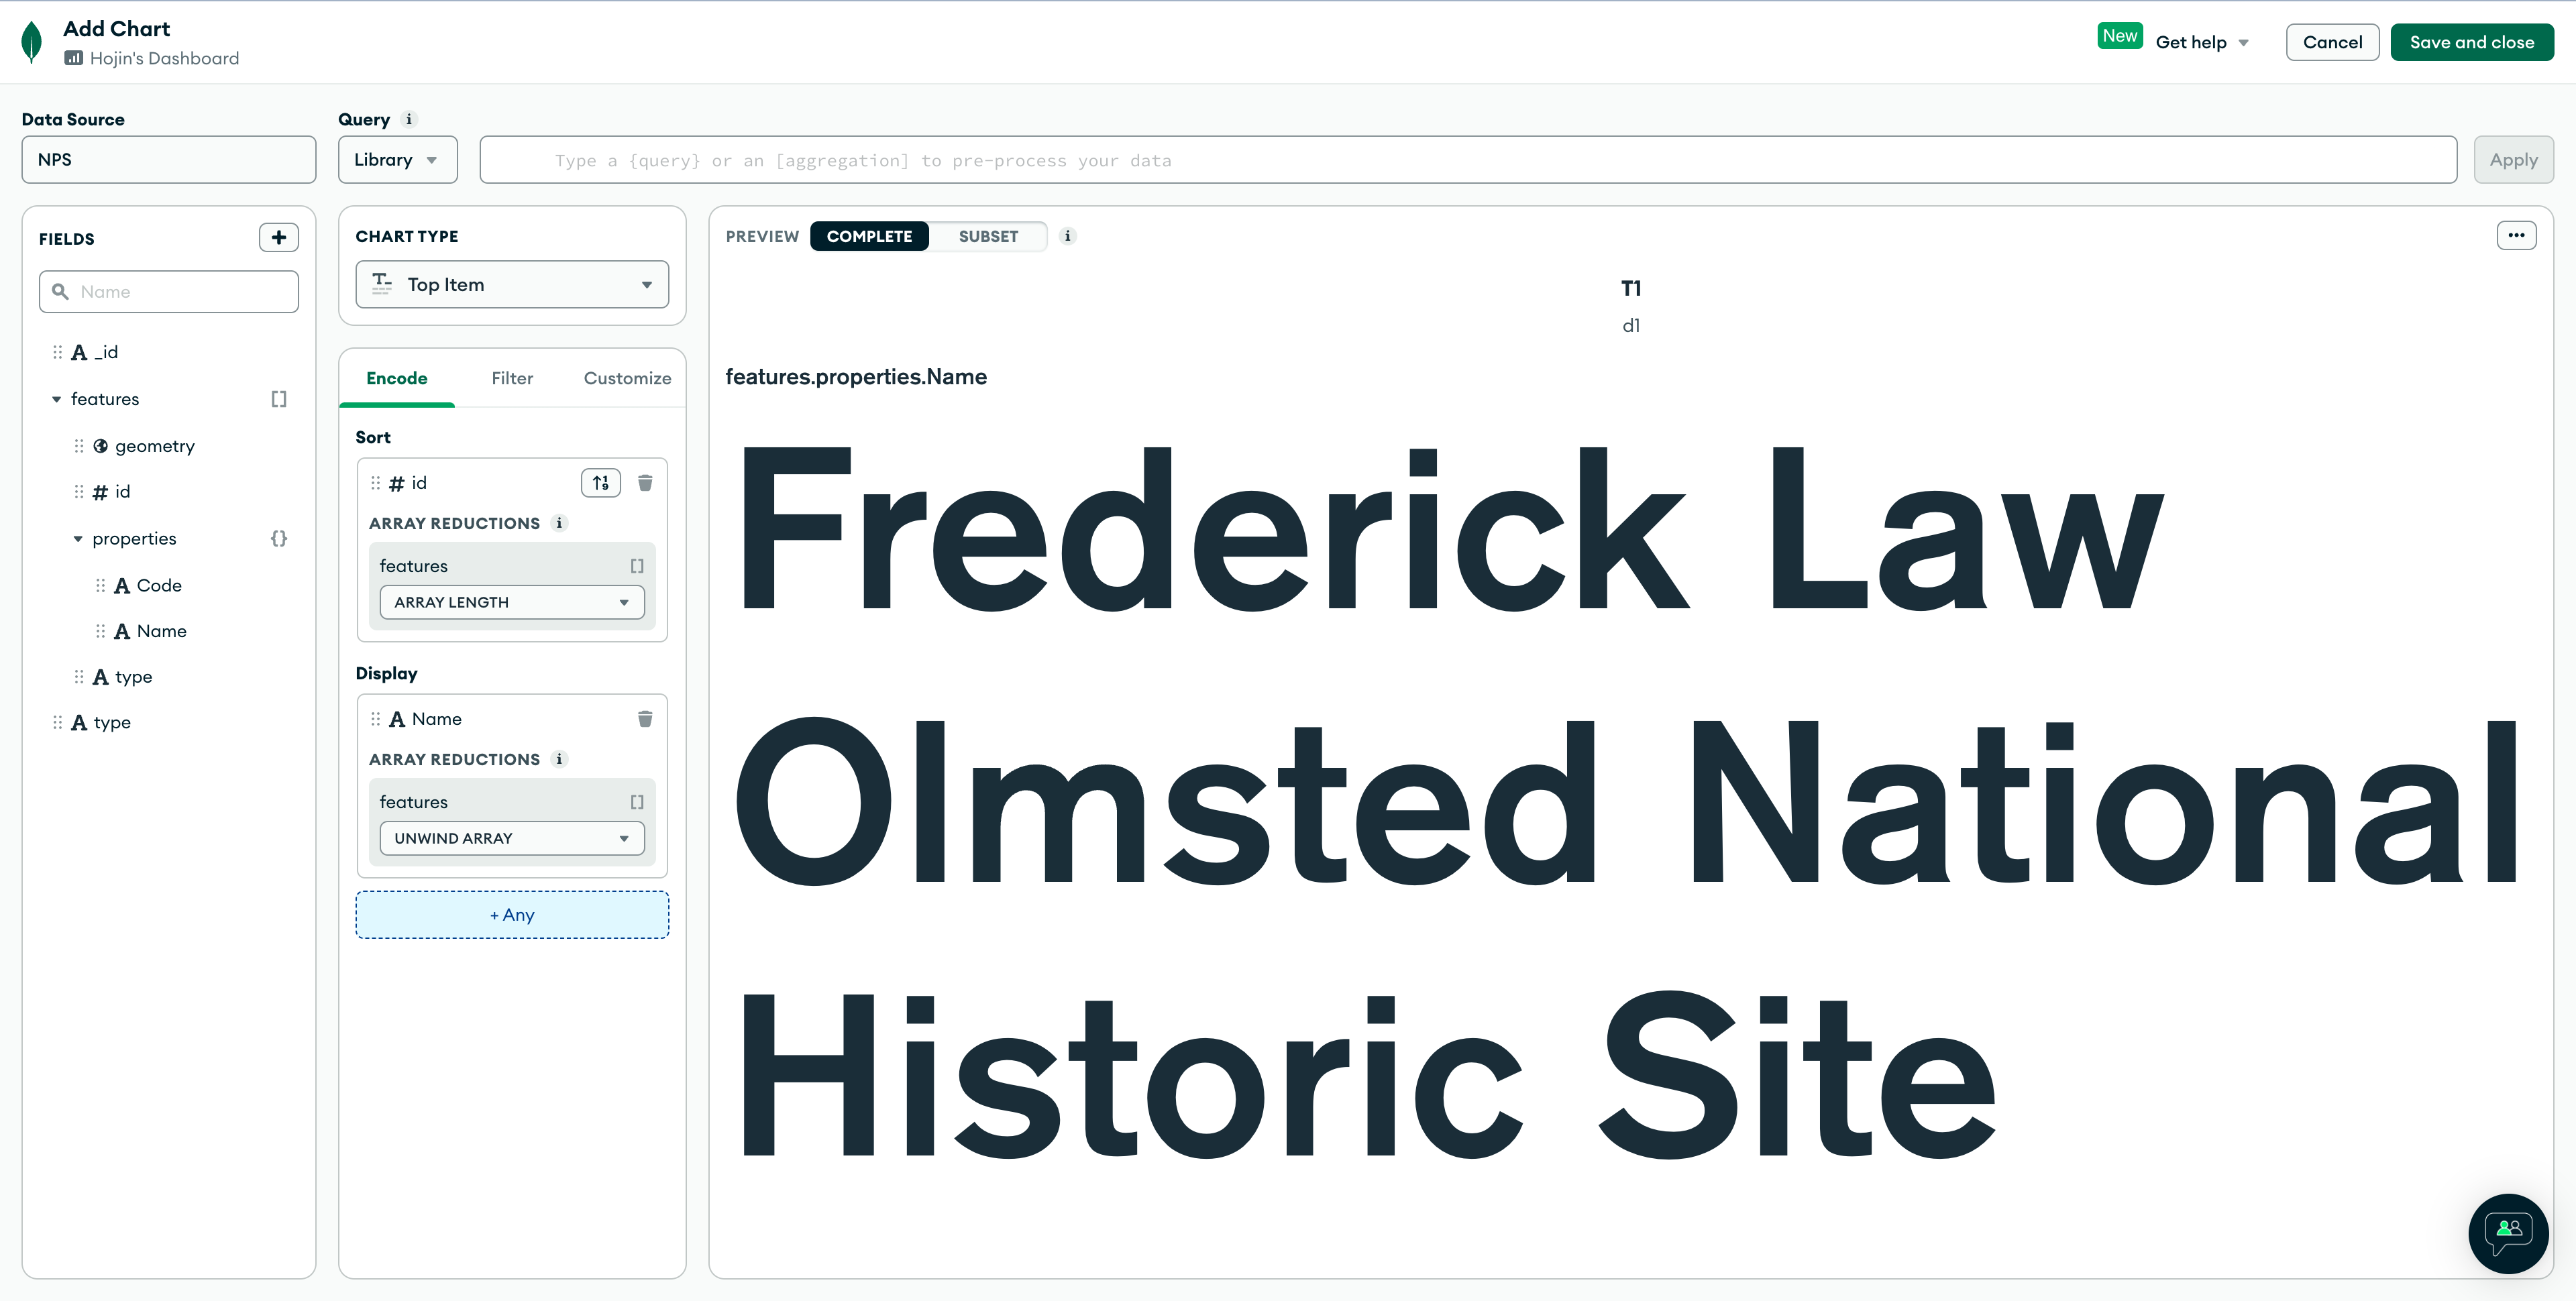 Add Chart
Hojin's Dashboard
New
Get help
Cancel
Save and close
Data Source
NPS
Query
Library
Type a {query} or an [aggregation] to pre-process your data
Apply
FIELDS
Name
_id
features
[]
geometry
# id
properties
{}
Code
Name
type
type
CHART TYPE
Top Item
Encode
Filter
Customize
Sort
# id
ARRAY REDUCTIONS
features
[]
ARRAY LENGTH
Display
Name
ARRAY REDUCTIONS
features
[]
UNWIND ARRAY
+ Any
PREVIEW
COMPLETE
SUBSET
T1
d1
features.properties.Name
Frederick Law
Olmsted National
Historic Site